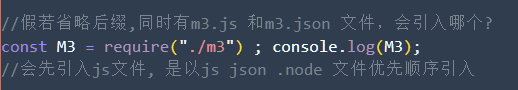 //假若省略后缀,同时有m3.js 和m3.json 文件，会引入哪个?
const M3 = require("./m3") ; console.log(M3);
//会先引入js文件, 是以js json .node 文件优先顺序引入